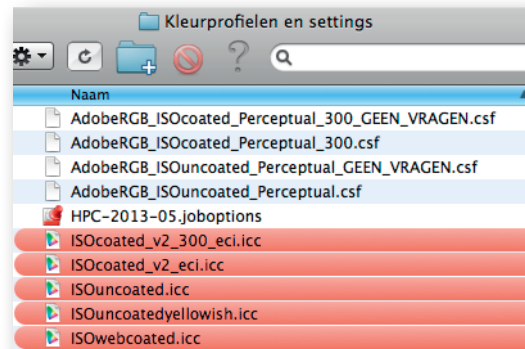 Kleurprofielen en settings
Naam
AdobeRGB_ISOcoated_Perceptual_300_GEEN_VRAGEN.csf
AdobeRGB_ISOcoated_Perceptual_300.csf
AdobeRGB_ISOuncoated_Perceptual_GEEN_VRAGEN.csf
AdobeRGB_ISOuncoated_Perceptual.csf
HPC-2013-05.joboptions
ISOcoated_v2_300_eci.icc
ISOcoated_v2_eci.icc
ISOuncoated.icc
ISOuncoatedyellowish.icc
ISOwebcoated.icc